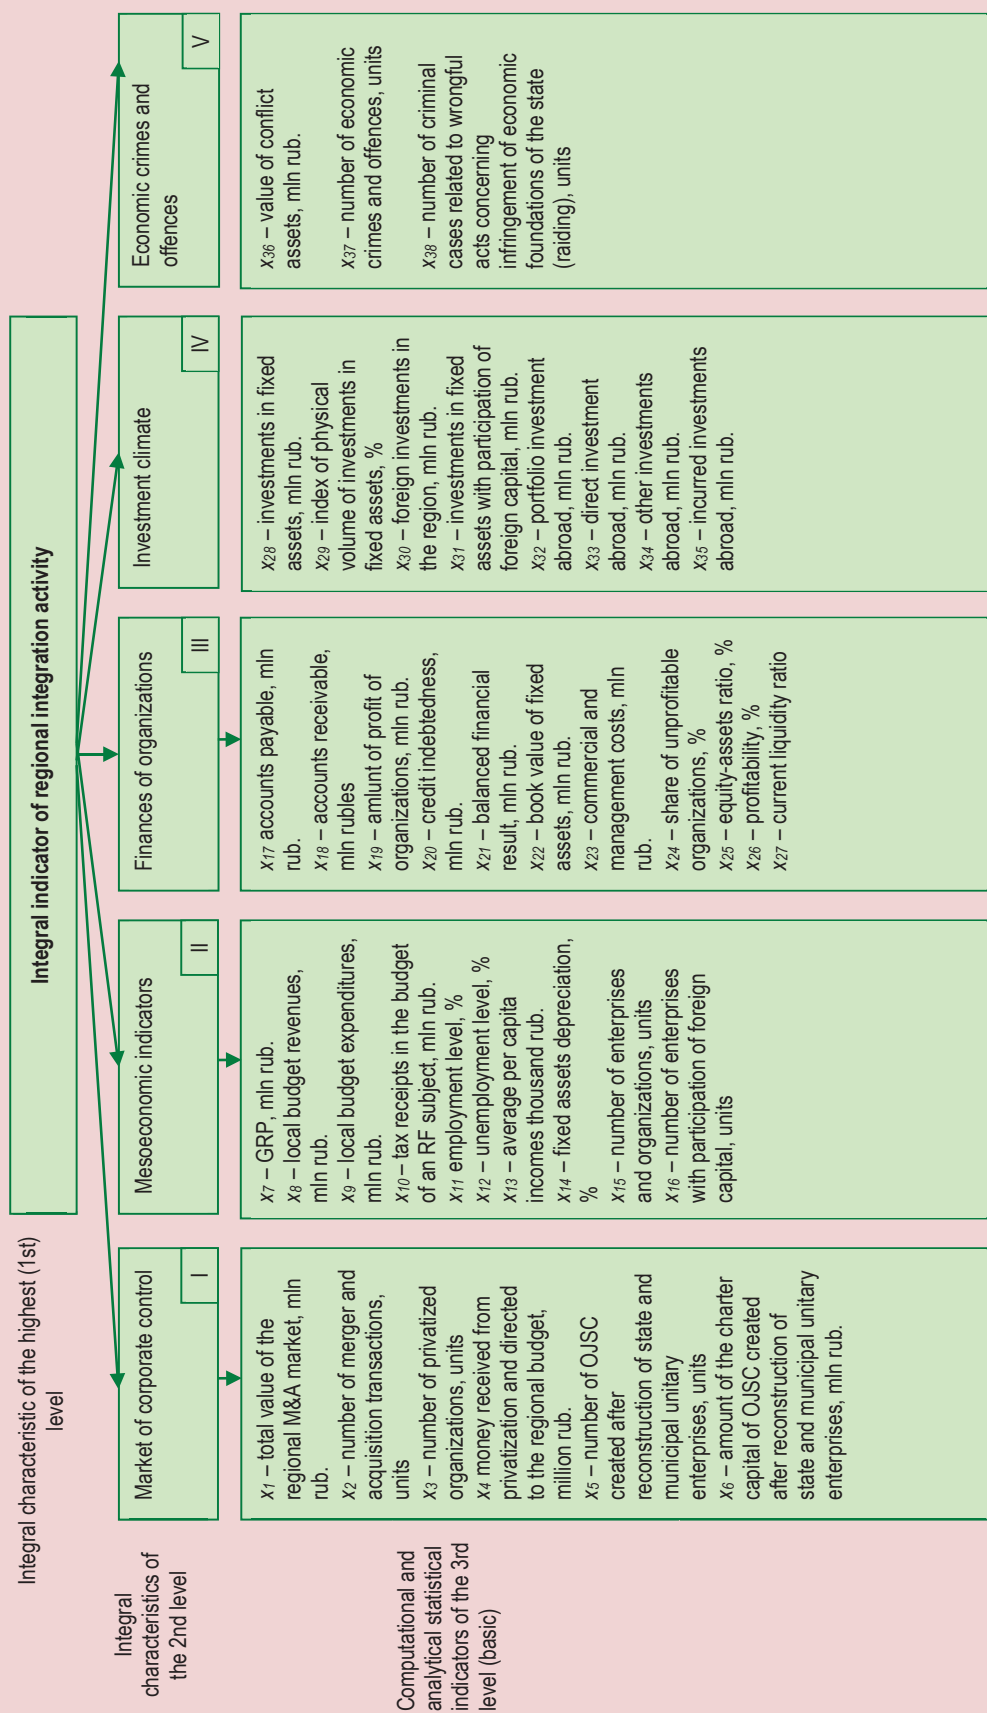 Integral characteristic of the highest (1st)
level
Integral indicator of regional integration activity
Integral
characteristics of
the 2nd level
Market of corporate control
I
Mesoeconomic indicators
II
Finances of organizations
III
Investment climate
IV
Economic crimes and
offences
V
Computational and
analytical statistical
indicators of the 3rd
level (basic)
x1 – total value of the
regional M&A market, mln
rub.
x2 – number of merger and
acquisition transactions,
units
x3 – number of privatized
organizations, units
x4 money received from
privatization and directed
to the regional budget,
million rub.
x5 – number of OJSC
created after
reconstruction of state and
municipal unitary
enterprises, units
x6 – amount of the charter
capital of OJSC created
after reconstruction of
state and municipal unitary
enterprises, mln rub.
x7 – GRP, mln rub.
x8 – local budget revenues,
mln rub.
x9 – local budget expenditures,
mln rub.
x10 – tax receipts in the budget
of an RF subject, mln rub.
x11 employment level, %
x12 – unemployment level, %
x13 – average per capita
incomes thousand rub.
x14 – fixed assets depreciation,
%
x15 – number of enterprises
and organizations, units
x16 – number of enterprises
with participation of foreign
capital, units
x17 accounts payable, mln
rub.
x18 – accounts receivable,
mln rubles
x19 – amlunt of profit of
organizations, mln rub.
x20 – credit indebtedness,
mln rub.
x21 – balanced financial
result, mln rub.
x22 – book value of fixed
assets, mln rub.
x23 – commercial and
management costs, mln
rub.
x24 – share of unprofitable
organizations, %
x25 – equity-assets ratio, %
x26 – profitability, %
x27 – current liquidity ratio
x28 – investments in fixed
assets, mln rub.
x29 – index of physical
volume of investments in
fixed assets, %
x30 – foreign investments in
the region, mln rub.
x31 – investments in fixed
assets with participation of
foreign capital, mln rub.
x32 – portfolio investment
abroad, mln rub.
x33 – direct investment
abroad, mln rub.
x34 – other investments
abroad, mln rub.
x35 – incurred investments
abroad, mln rub.
x36 – value of conflict
assets, mln rub.
x37 – number of economic
crimes and offences, units
x38 – number of criminal
cases related to wrongful
acts concerning
infringement of economic
foundations of the state
(raiding), units